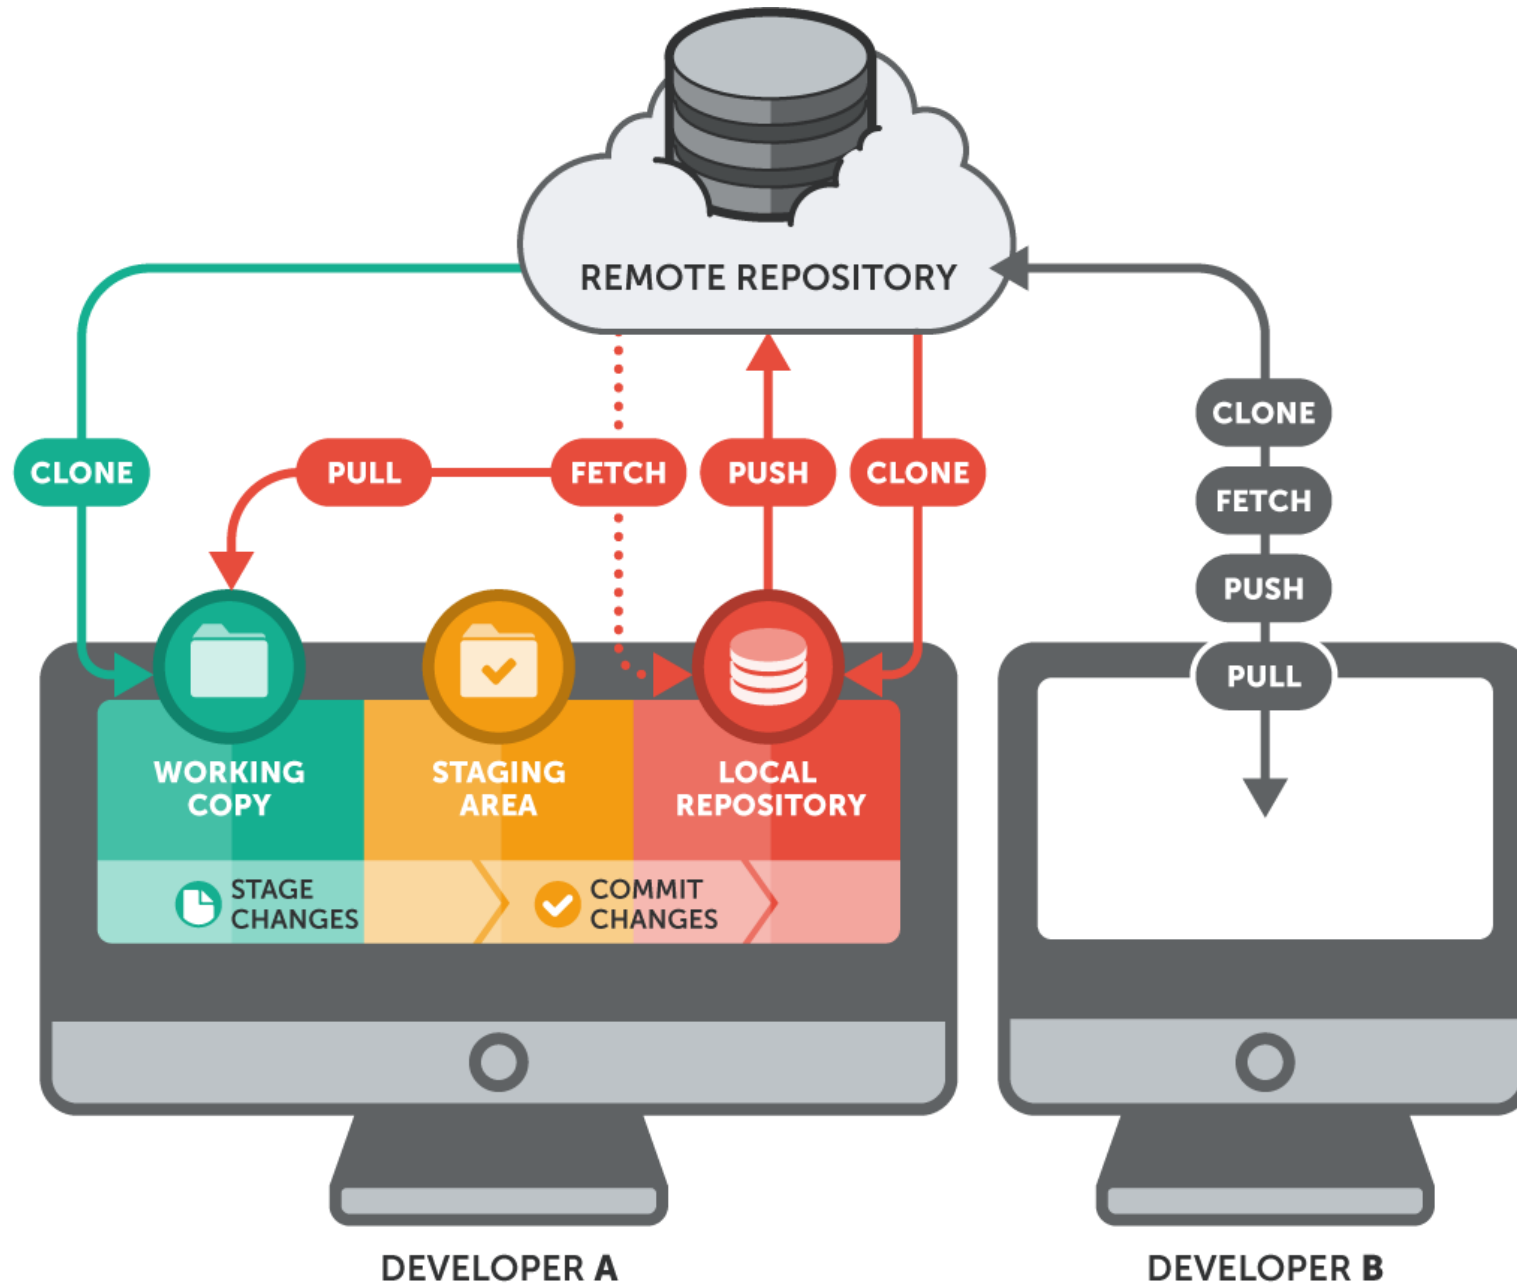 REMOTE REPOSITORY
CLONE
PULL
FETCH
PUSH
CLONE
CLONE
FETCH
PUSH
PULL
WORKING
COPY
STAGING
AREA
LOCAL
REPOSITORY
STAGE
CHANGES
COMMIT
CHANGES
DEVELOPER A
DEVELOPER B